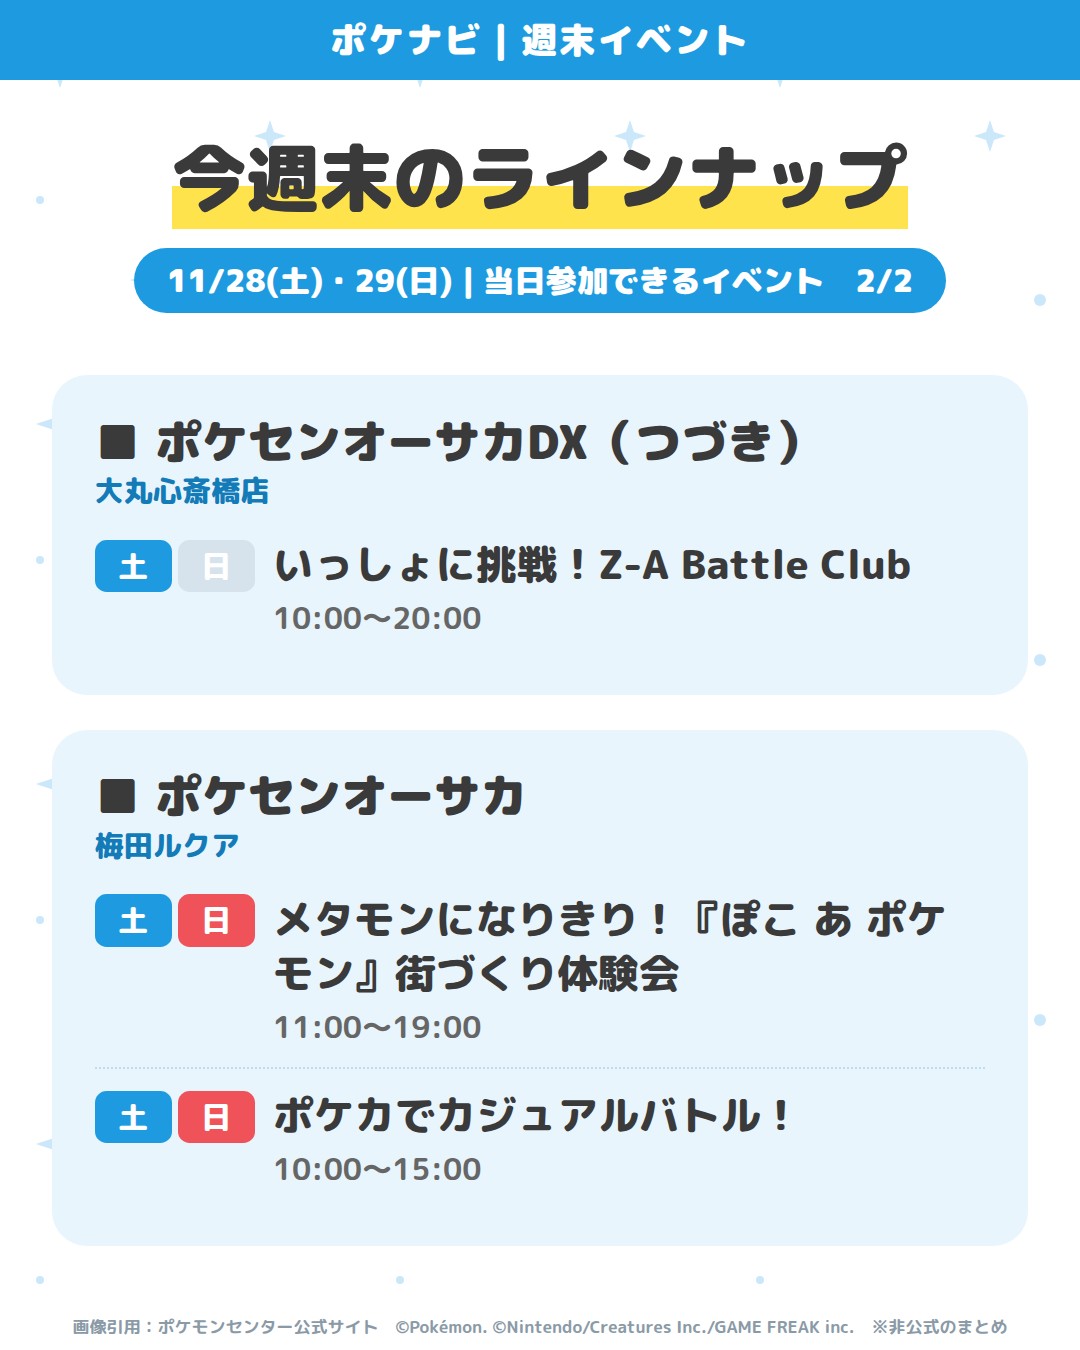 ポケナビ | 週末イベント
今週末のラインナップ
11/28(土)・29(日) | 当日参加できるイベント　2/2
■ ポケセンオーサカDX（つづき）
大丸心斎橋店
土 日 いっしょに挑戦！Z-A Battle Club
10:00〜20:00
■ ポケセンオーサカ
梅田ルクア
土 日 メタモンになりきり！『ぽこ あ ポケ
モン』街づくり体験会
11:00〜19:00
土 日 ポケカでカジュアルバトル！
10:00〜15:00
画像引用：ポケモンセンター公式サイト　©Pokémon. ©Nintendo/Creatures Inc./GAME FREAK inc.　※非公式のまとめ